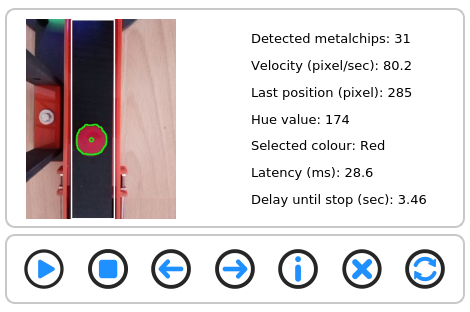 Detected metalchips: 31
Velocity (pixel/sec): 80.2
Last position (pixel): 285
Hue value: 174
Selected colour: Red
Latency (ms): 28.6
Delay until stop (sec): 3.46